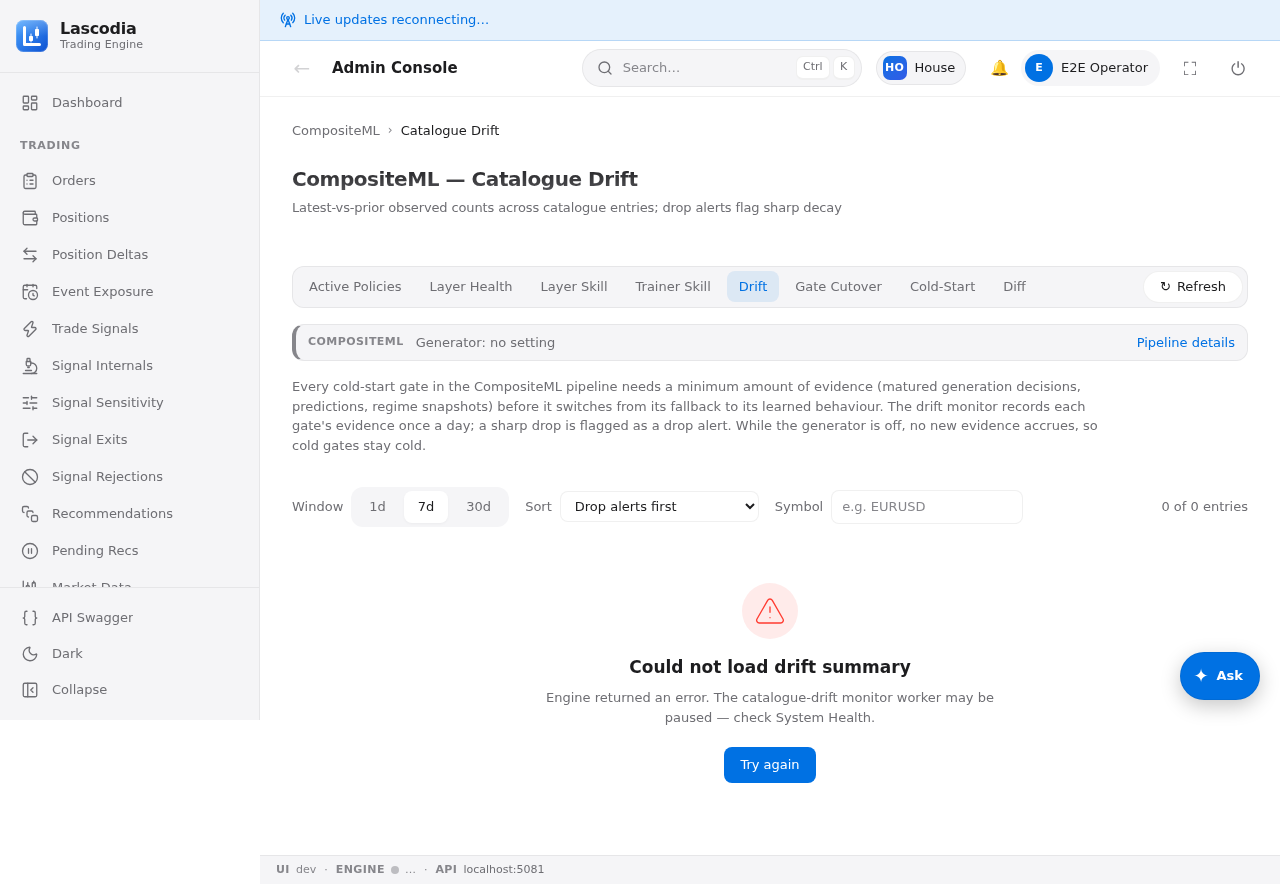 Lascodia
Trading Engine
Dashboard
TRADING
Orders
Positions
Position Deltas
Event Exposure
Trade Signals
Signal Internals
Signal Sensitivity
Signal Exits
Signal Rejections
Recommendations
Pending Recs
Market Data
API Swagger
Dark
Collapse
Live updates reconnecting…
← Admin Console
Search… Ctrl K
HO House
E E2E Operator
CompositeML › Catalogue Drift
CompositeML — Catalogue Drift
Latest-vs-prior observed counts across catalogue entries; drop alerts flag sharp decay
Active Policies Layer Health Layer Skill Trainer Skill Drift Gate Cutover Cold-Start Diff ↻ Refresh
COMPOSITEML Generator: no setting Pipeline details
Every cold-start gate in the CompositeML pipeline needs a minimum amount of evidence (matured generation decisions,
predictions, regime snapshots) before it switches from its fallback to its learned behaviour. The drift monitor records each
gate's evidence once a day; a sharp drop is flagged as a drop alert. While the generator is off, no new evidence accrues, so
cold gates stay cold.
Window 1d 7d 30d Sort Drop alerts first Symbol e.g. EURUSD 0 of 0 entries
Could not load drift summary
Engine returned an error. The catalogue-drift monitor worker may be
paused — check System Health.
Try again
Ask
UI dev · ENGINE … · API localhost:5081